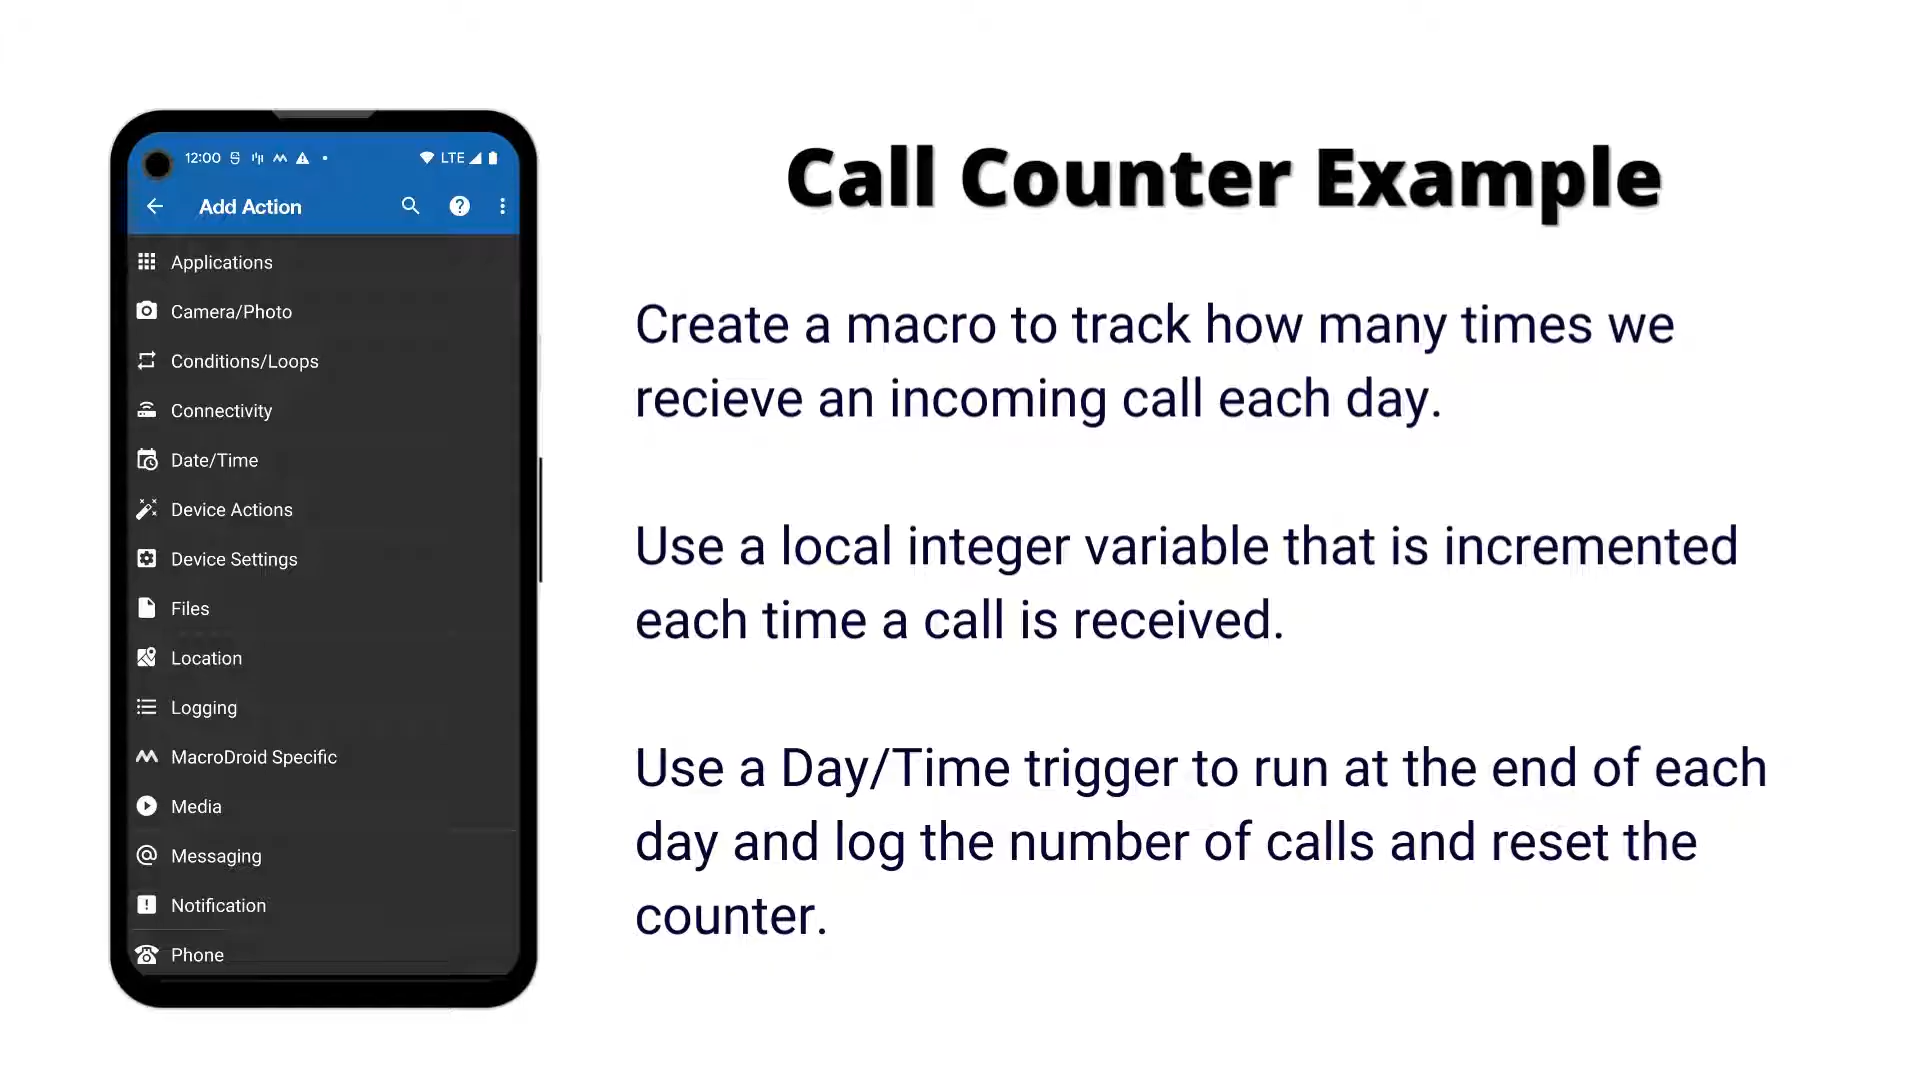 12:00
LTE
Add Action
Applications
Camera/Photo
Conditions/Loops
Connectivity
Date/Time
Device Actions
Device Settings
Files
Location
Logging
MacroDroid Specific
Media
Messaging
Notification
Phone
Call Counter Example
Create a macro to track how many times we
recieve an incoming call each day.
Use a local integer variable that is incremented
each time a call is received.
Use a Day/Time trigger to run at the end of each
day and log the number of calls and reset the
counter.